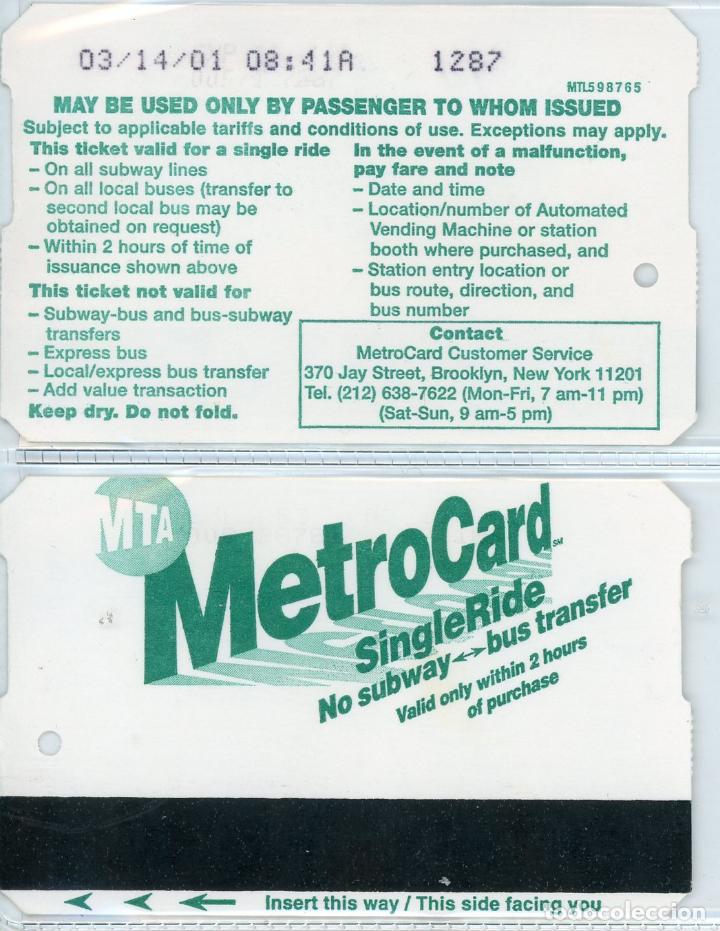 03/14/01 08:41A 1287
MTL598765
MAY BE USED ONLY BY PASSENGER TO WHOM ISSUED
Subject to applicable tariffs and conditions of use. Exceptions may apply.
This ticket valid for a single ride
– On all subway lines
– On all local buses (transfer to
second local bus may be
obtained on request)
– Within 2 hours of time of
issuance shown above
This ticket not valid for
– Subway-bus and bus-subway
transfers
– Express bus
– Local/express bus transfer
– Add value transaction
Keep dry. Do not fold.
In the event of a malfunction,
pay fare and note
– Date and time
– Location/number of Automated
Vending Machine or station
booth where purchased, and
– Station entry location or
bus route, direction, and
bus number
Contact
MetroCard Customer Service
370 Jay Street, Brooklyn, New York 11201
Tel. (212) 638-7622 (Mon-Fri, 7 am-11 pm)
(Sat-Sun, 9 am-5 pm)
MTA
MetroCard SM
SingleRide
No subway↔bus transfer
Valid only within 2 hours
of purchase
Insert this way / This side facing you
todocoleccion